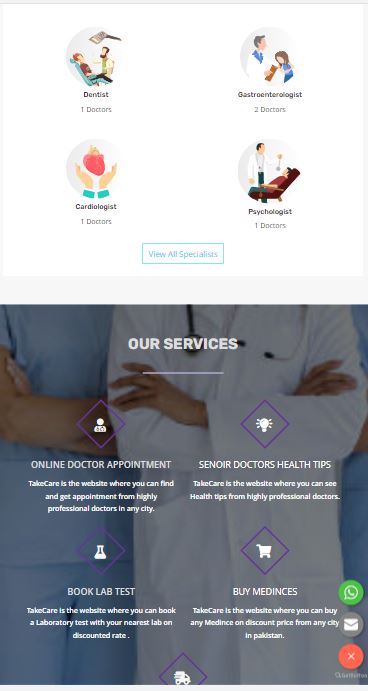 Dentist
Gastroenterologist
1 Doctors
2 Doctors
Cardiologist
Psychologist
1 Doctors
1 Doctors
View All Specialists
OUR SERVICES
ONLINE DOCTOR APPOINTMENT
TakeCare is the website where you can find
and get appointment from highly
professional doctors in any city.
SENOIR DOCTORS HEALTH TIPS
TakeCare is the website where you can see
Health tips from highly professional doctors.
BOOK LAB TEST
TakeCare is the website where you can book
a Laboratory test with your nearest lab on
discounted rate .
BUY MEDINCES
TakeCare is the website where you can buy
any Medince on discount price from any city
in pakistan.
GetButton